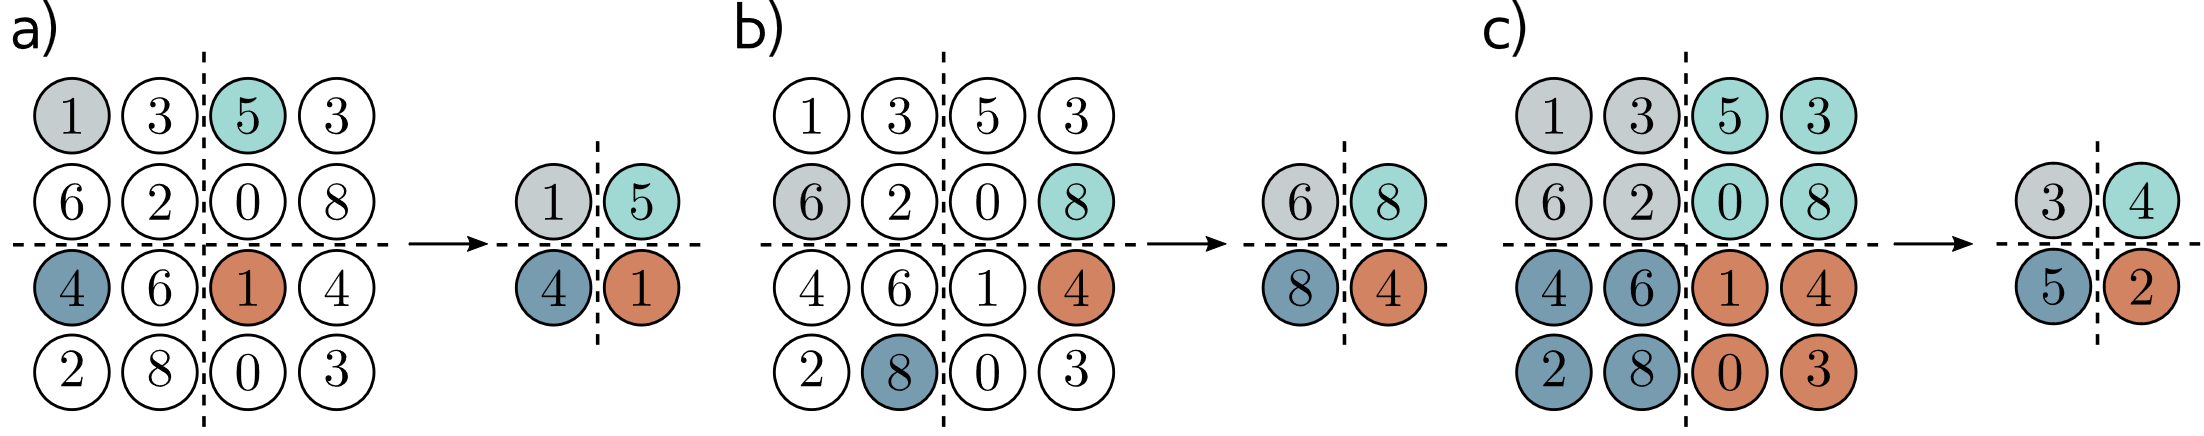 a) b) c)
1 3 5 3 1 3 5 3 1 3 5 3
1 5 6 8 3 4
6 2 0 8 6 2 0 8 6 2 0 8
4 6 1 4 4 6 1 4 4 6 1 4
4 1 8 4 5 2
2 8 0 3 2 8 0 3 2 8 0 3